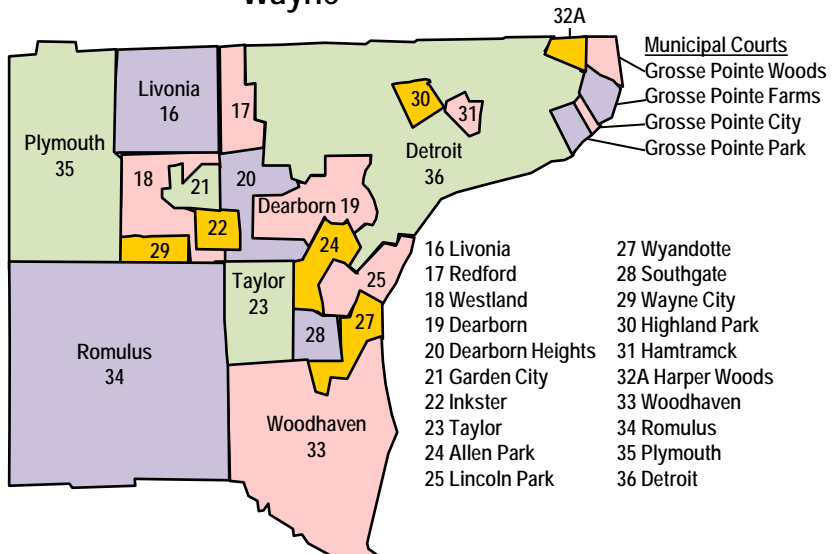 Wayne
32A
Municipal Courts
Grosse Pointe Woods
Grosse Pointe Farms
Grosse Pointe City
Grosse Pointe Park
Livonia
16
17
30
31
Plymouth
35
Detroit
36
18
21
20
Dearborn 19
22
29
24
Taylor
23
25
28
27
Romulus
34
Woodhaven
33
16 Livonia
17 Redford
18 Westland
19 Dearborn
20 Dearborn Heights
21 Garden City
22 Inkster
23 Taylor
24 Allen Park
25 Lincoln Park
27 Wyandotte
28 Southgate
29 Wayne City
30 Highland Park
31 Hamtramck
32A Harper Woods
33 Woodhaven
34 Romulus
35 Plymouth
36 Detroit